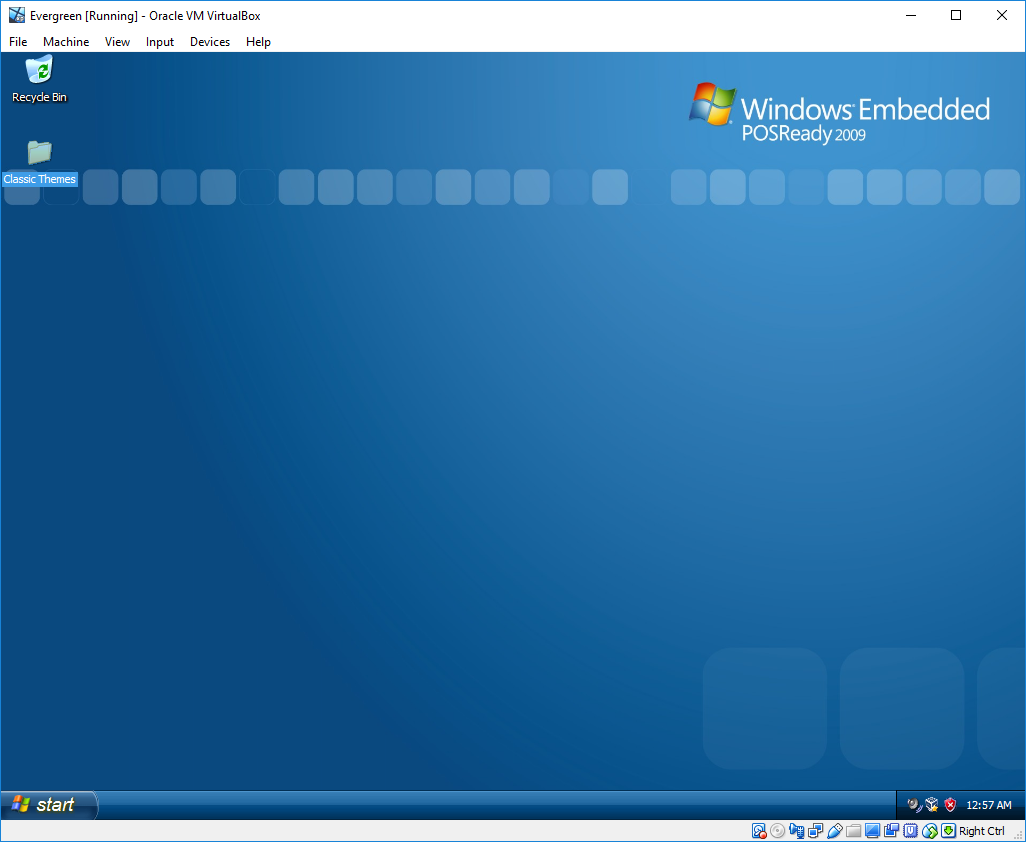 Evergreen [Running] - Oracle VM VirtualBox
File Machine View Input Devices Help
Recycle Bin
Windows Embedded
POSReady 2009
Classic Themes
start
12:57 AM
Right Ctrl